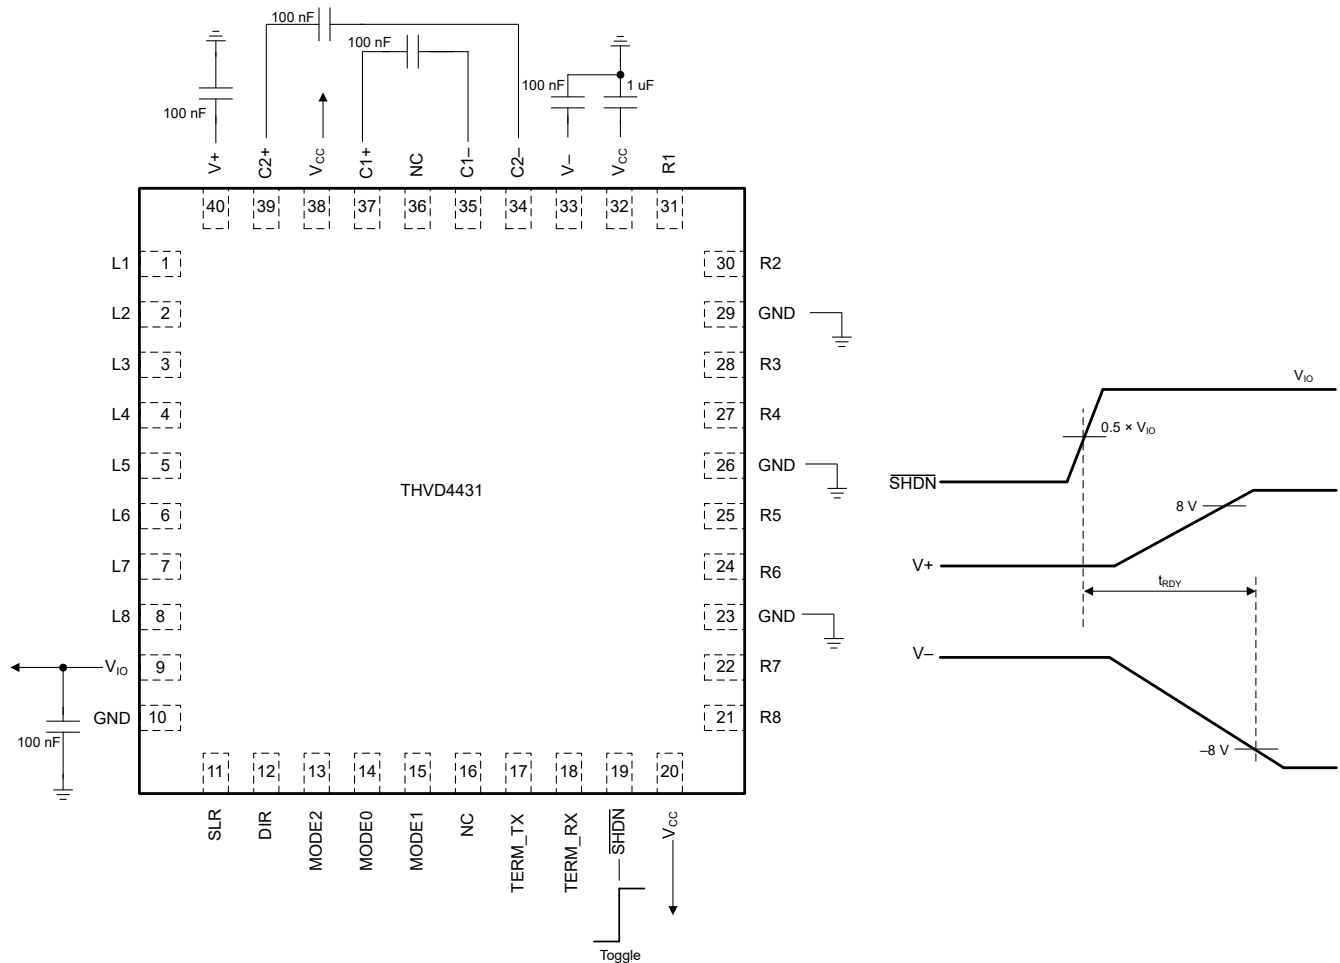 100 nF
100 nF
100 nF
100 nF
1 uF
V+
C2+
VCC
C1+
NC
C1–
C2–
V–
VCC
R1
40
39
38
37
36
35
34
33
32
31
L1 1
L2 2
L3 3
L4 4
L5 5
L6 6
L7 7
L8 8
VIO 9
GND 10
100 nF
THVD4431
30 R2
29 GND
28 R3
27 R4
26 GND
25 R5
24 R6
23 GND
22 R7
21 R8
11
12
13
14
15
16
17
18
19
20
SLR
DIR
MODE2
MODE0
MODE1
NC
TERM_TX
TERM_RX
SHDN
VCC
Toggle
VIO
0.5 × VIO
SHDN
8 V
V+
tRDY
V–
–8 V